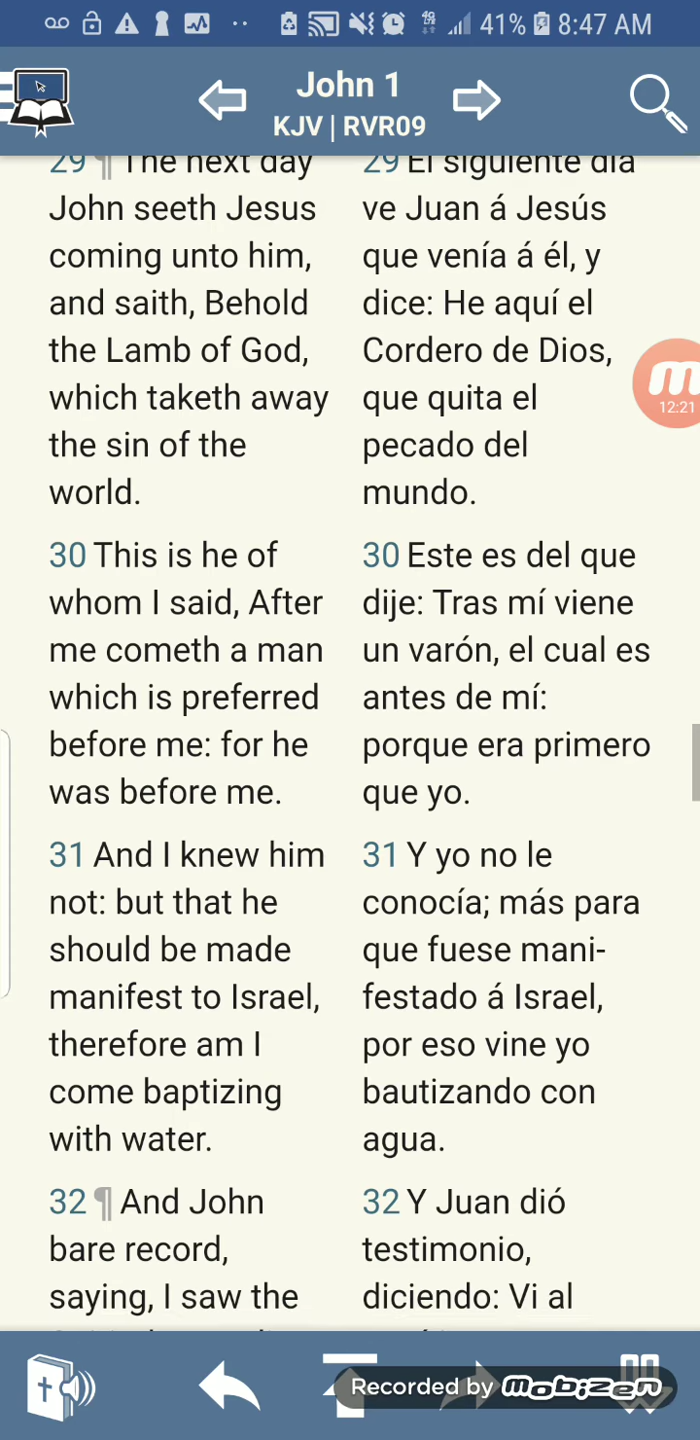 41% 8:47 AM
John 1
KJV | RVR09
29 ¶ The next day
John seeth Jesus
coming unto him,
and saith, Behold
the Lamb of God,
which taketh away
the sin of the
world.
30 This is he of
whom I said, After
me cometh a man
which is preferred
before me: for he
was before me.
31 And I knew him
not: but that he
should be made
manifest to Israel,
therefore am I
come baptizing
with water.
32 ¶ And John
bare record,
saying, I saw the
29 El siguiente día
ve Juan á Jesús
que venía á él, y
dice: He aquí el
Cordero de Dios,
que quita el
pecado del
mundo.
30 Este es del que
dije: Tras mí viene
un varón, el cual es
antes de mí:
porque era primero
que yo.
31 Y yo no le
conocía; más para
que fuese mani-
festado á Israel,
por eso vine yo
bautizando con
agua.
32 Y Juan dió
testimonio,
diciendo: Vi al
m
12:21
Recorded by mobizen